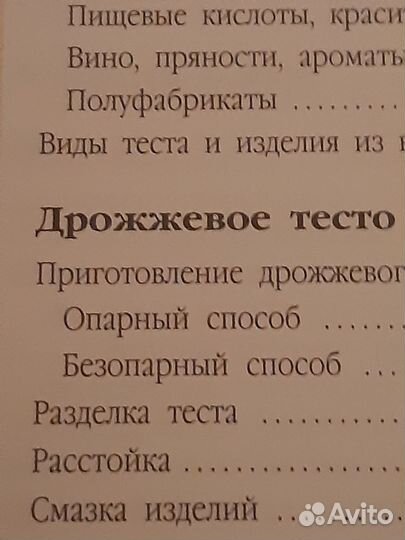 Пищевые кислоты,
Вино, пряности, ароматы
Полуфабрикаты ..........
Виды теста и изделия из
Дрожжевое тесто
Приготовление
Опарный способ .......
Безопарный способ ....
Разделка теста ............
Расстойка ....................
Смазка изделий ..
Avito